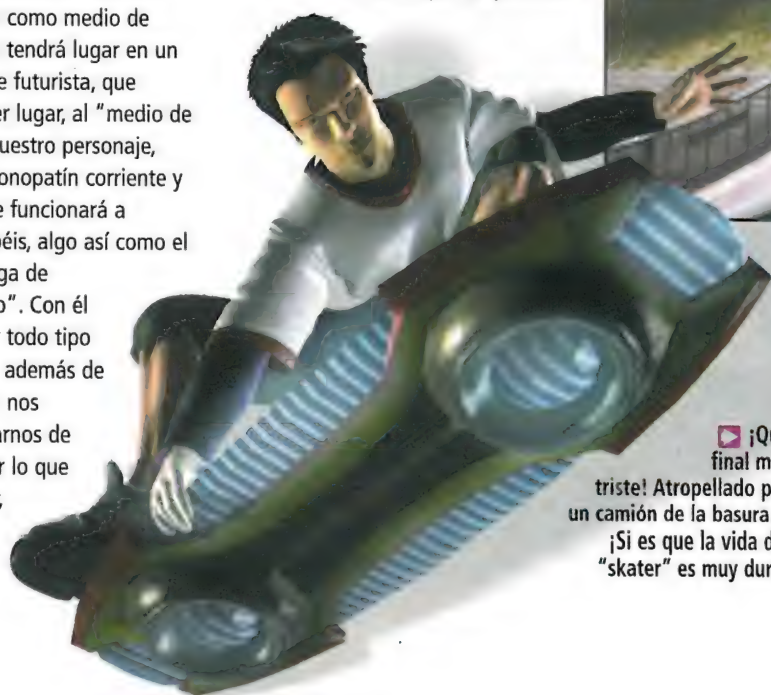 como medio de
tendrá lugar en un
e futurista, que
er lugar, al "medio de
uestro personaje,
onopatín corriente y
e funcionará a
éis, algo así como el
ga de
o". Con él
y todo tipo
además de
nos
arnos de
r lo que
¡Qu
final m
triste! Atropellado p
un camión de la basura
¡Si es que la vida d
"skater" es muy dur